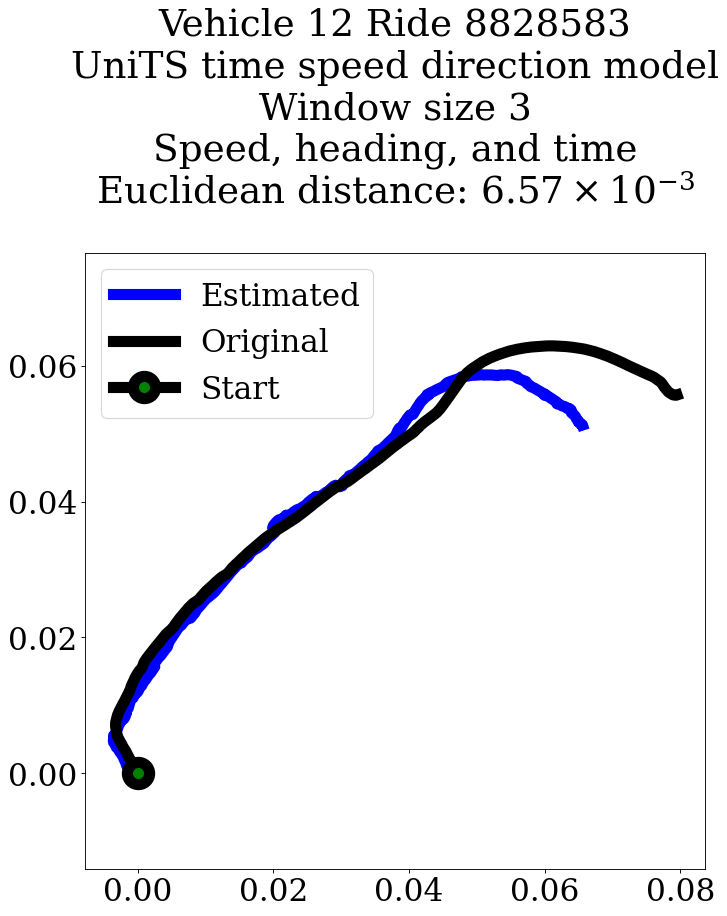 Vehicle 12 Ride 8828583
UniTS time speed direction model
Window size 3
Speed, heading, and time
Euclidean distance: 6.57 × 10⁻³
Estimated
Original
Start
0.06
0.04
0.02
0.00
0.00 0.02 0.04 0.06 0.08